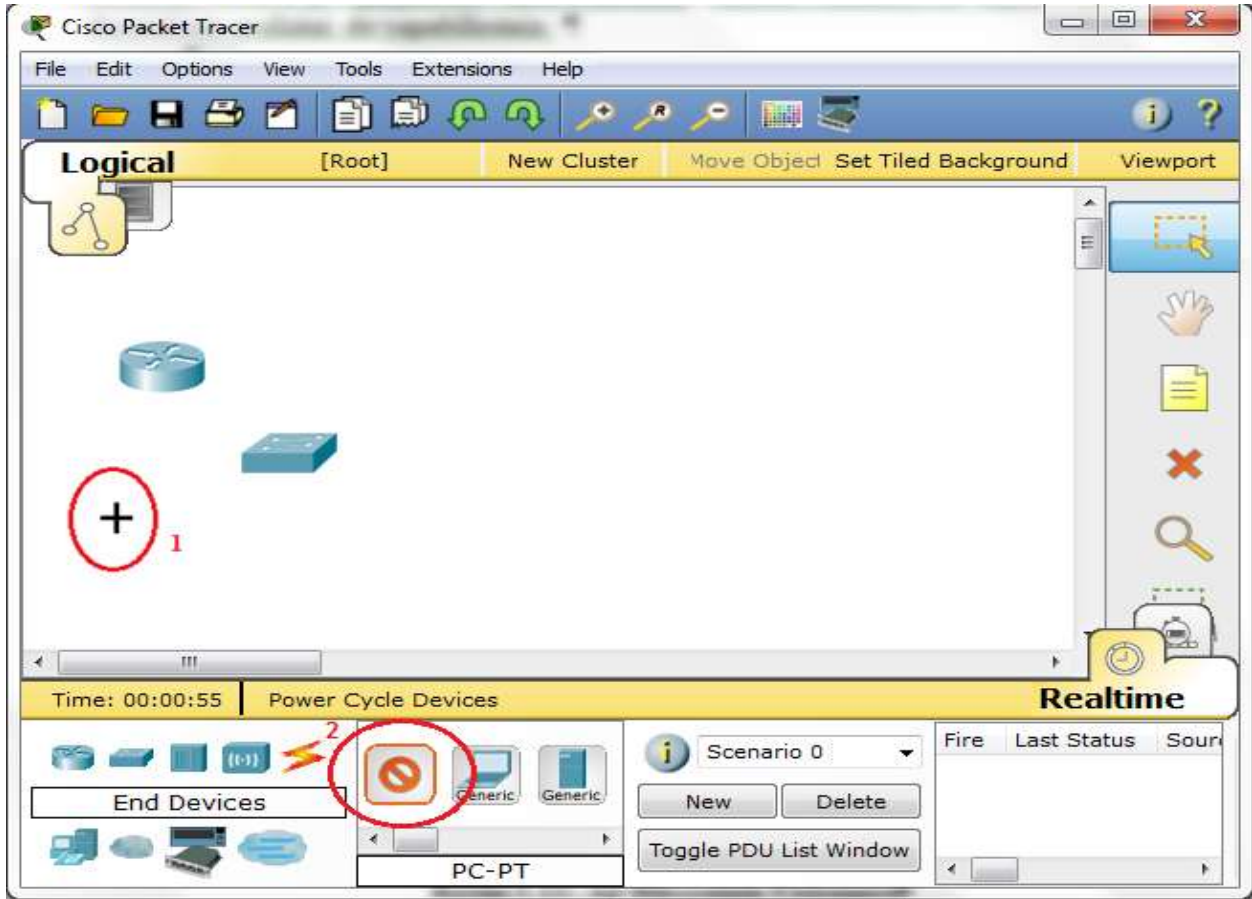 Cisco Packet Tracer
File Edit Options View Tools Extensions Help
R
i ?
Logical [Root] New Cluster Move Object Set Tiled Background Viewport
1
Time: 00:00:55 Power Cycle Devices Realtime
2
i Scenario 0 Fire Last Status Sour
Generic Generic
End Devices New Delete
Toggle PDU List Window
PC-PT